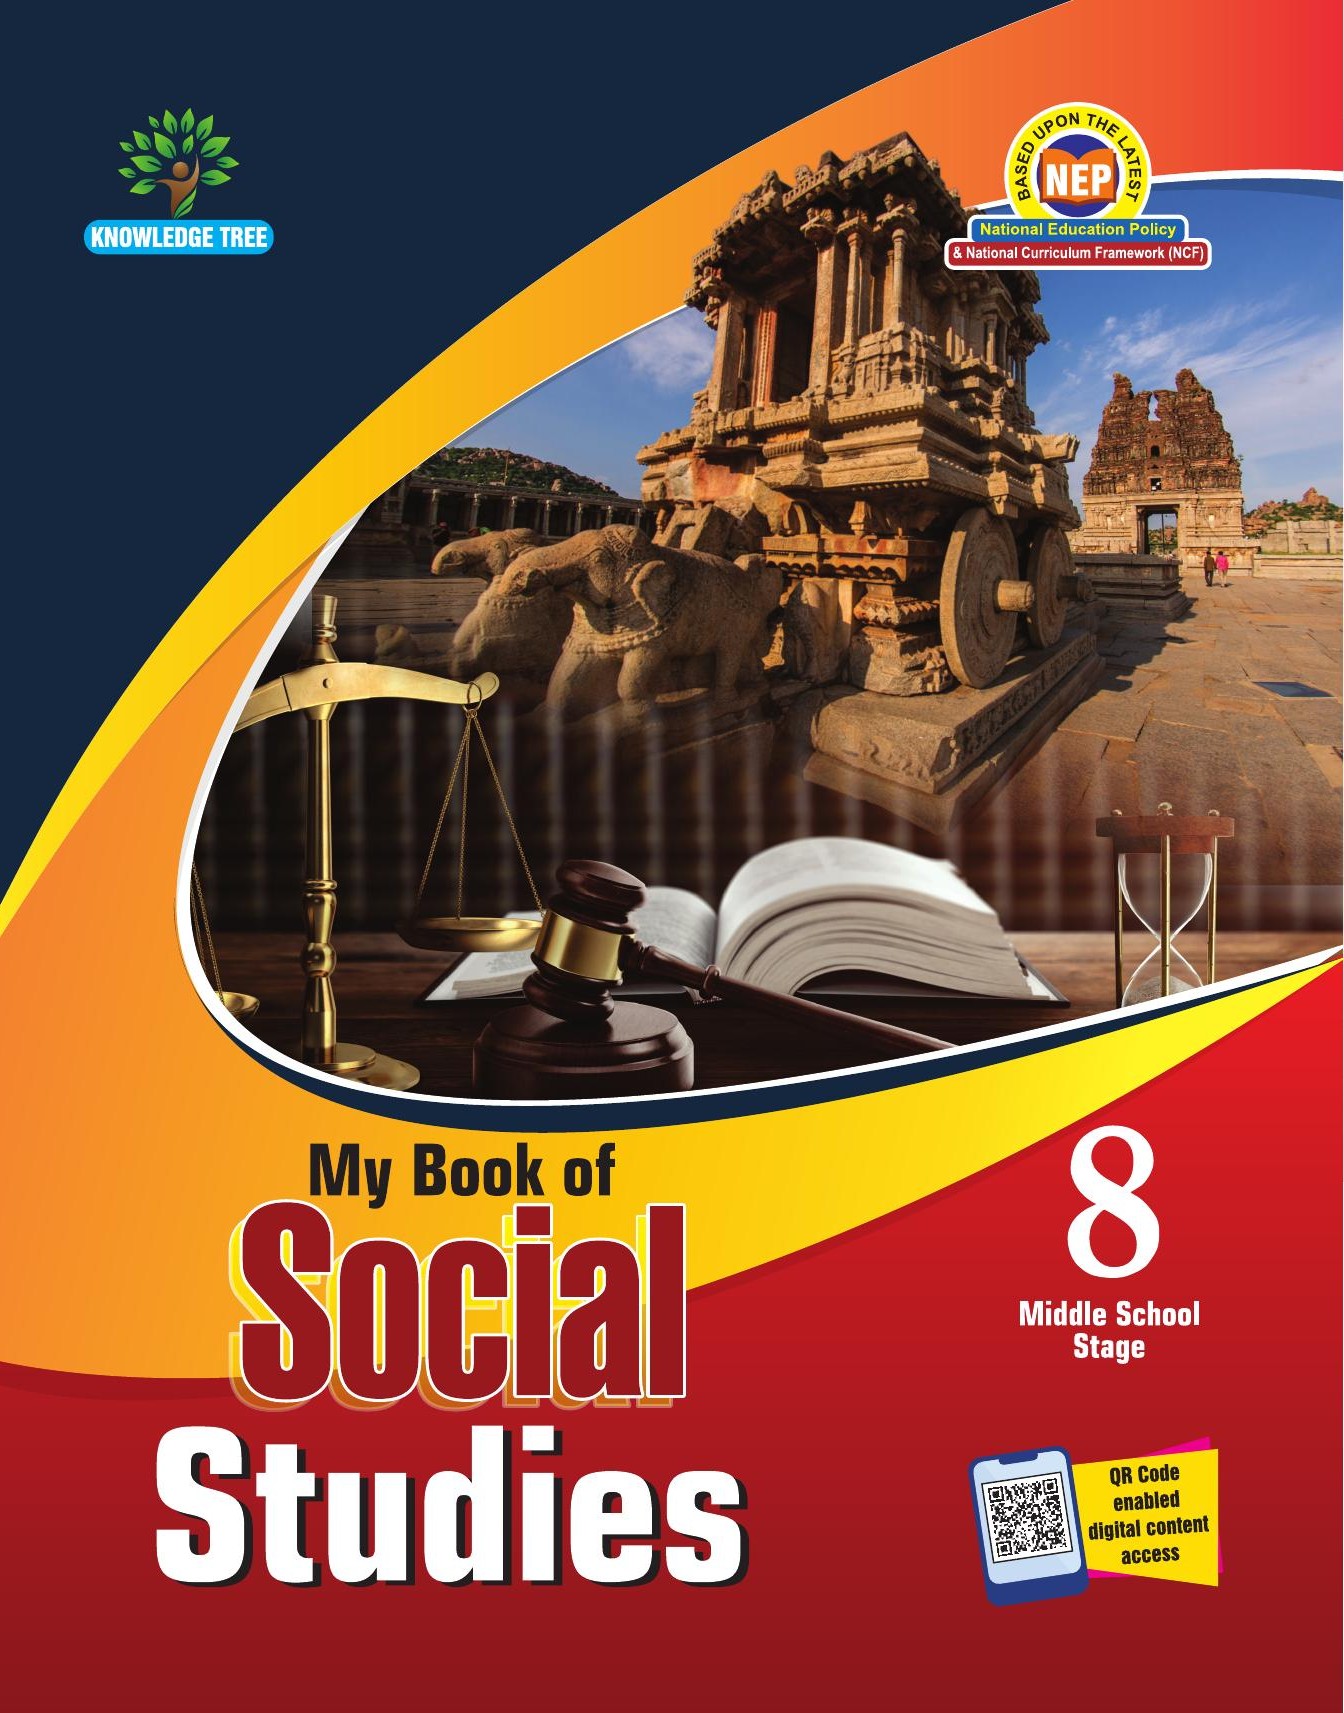 KNOWLEDGE TREE
BASED UPON THE LATEST
NEP
National Education Policy
& National Curriculum Framework (NCF)
My Book of
Social
Studies
8
Middle School
Stage
QR Code
enabled
digital content
access